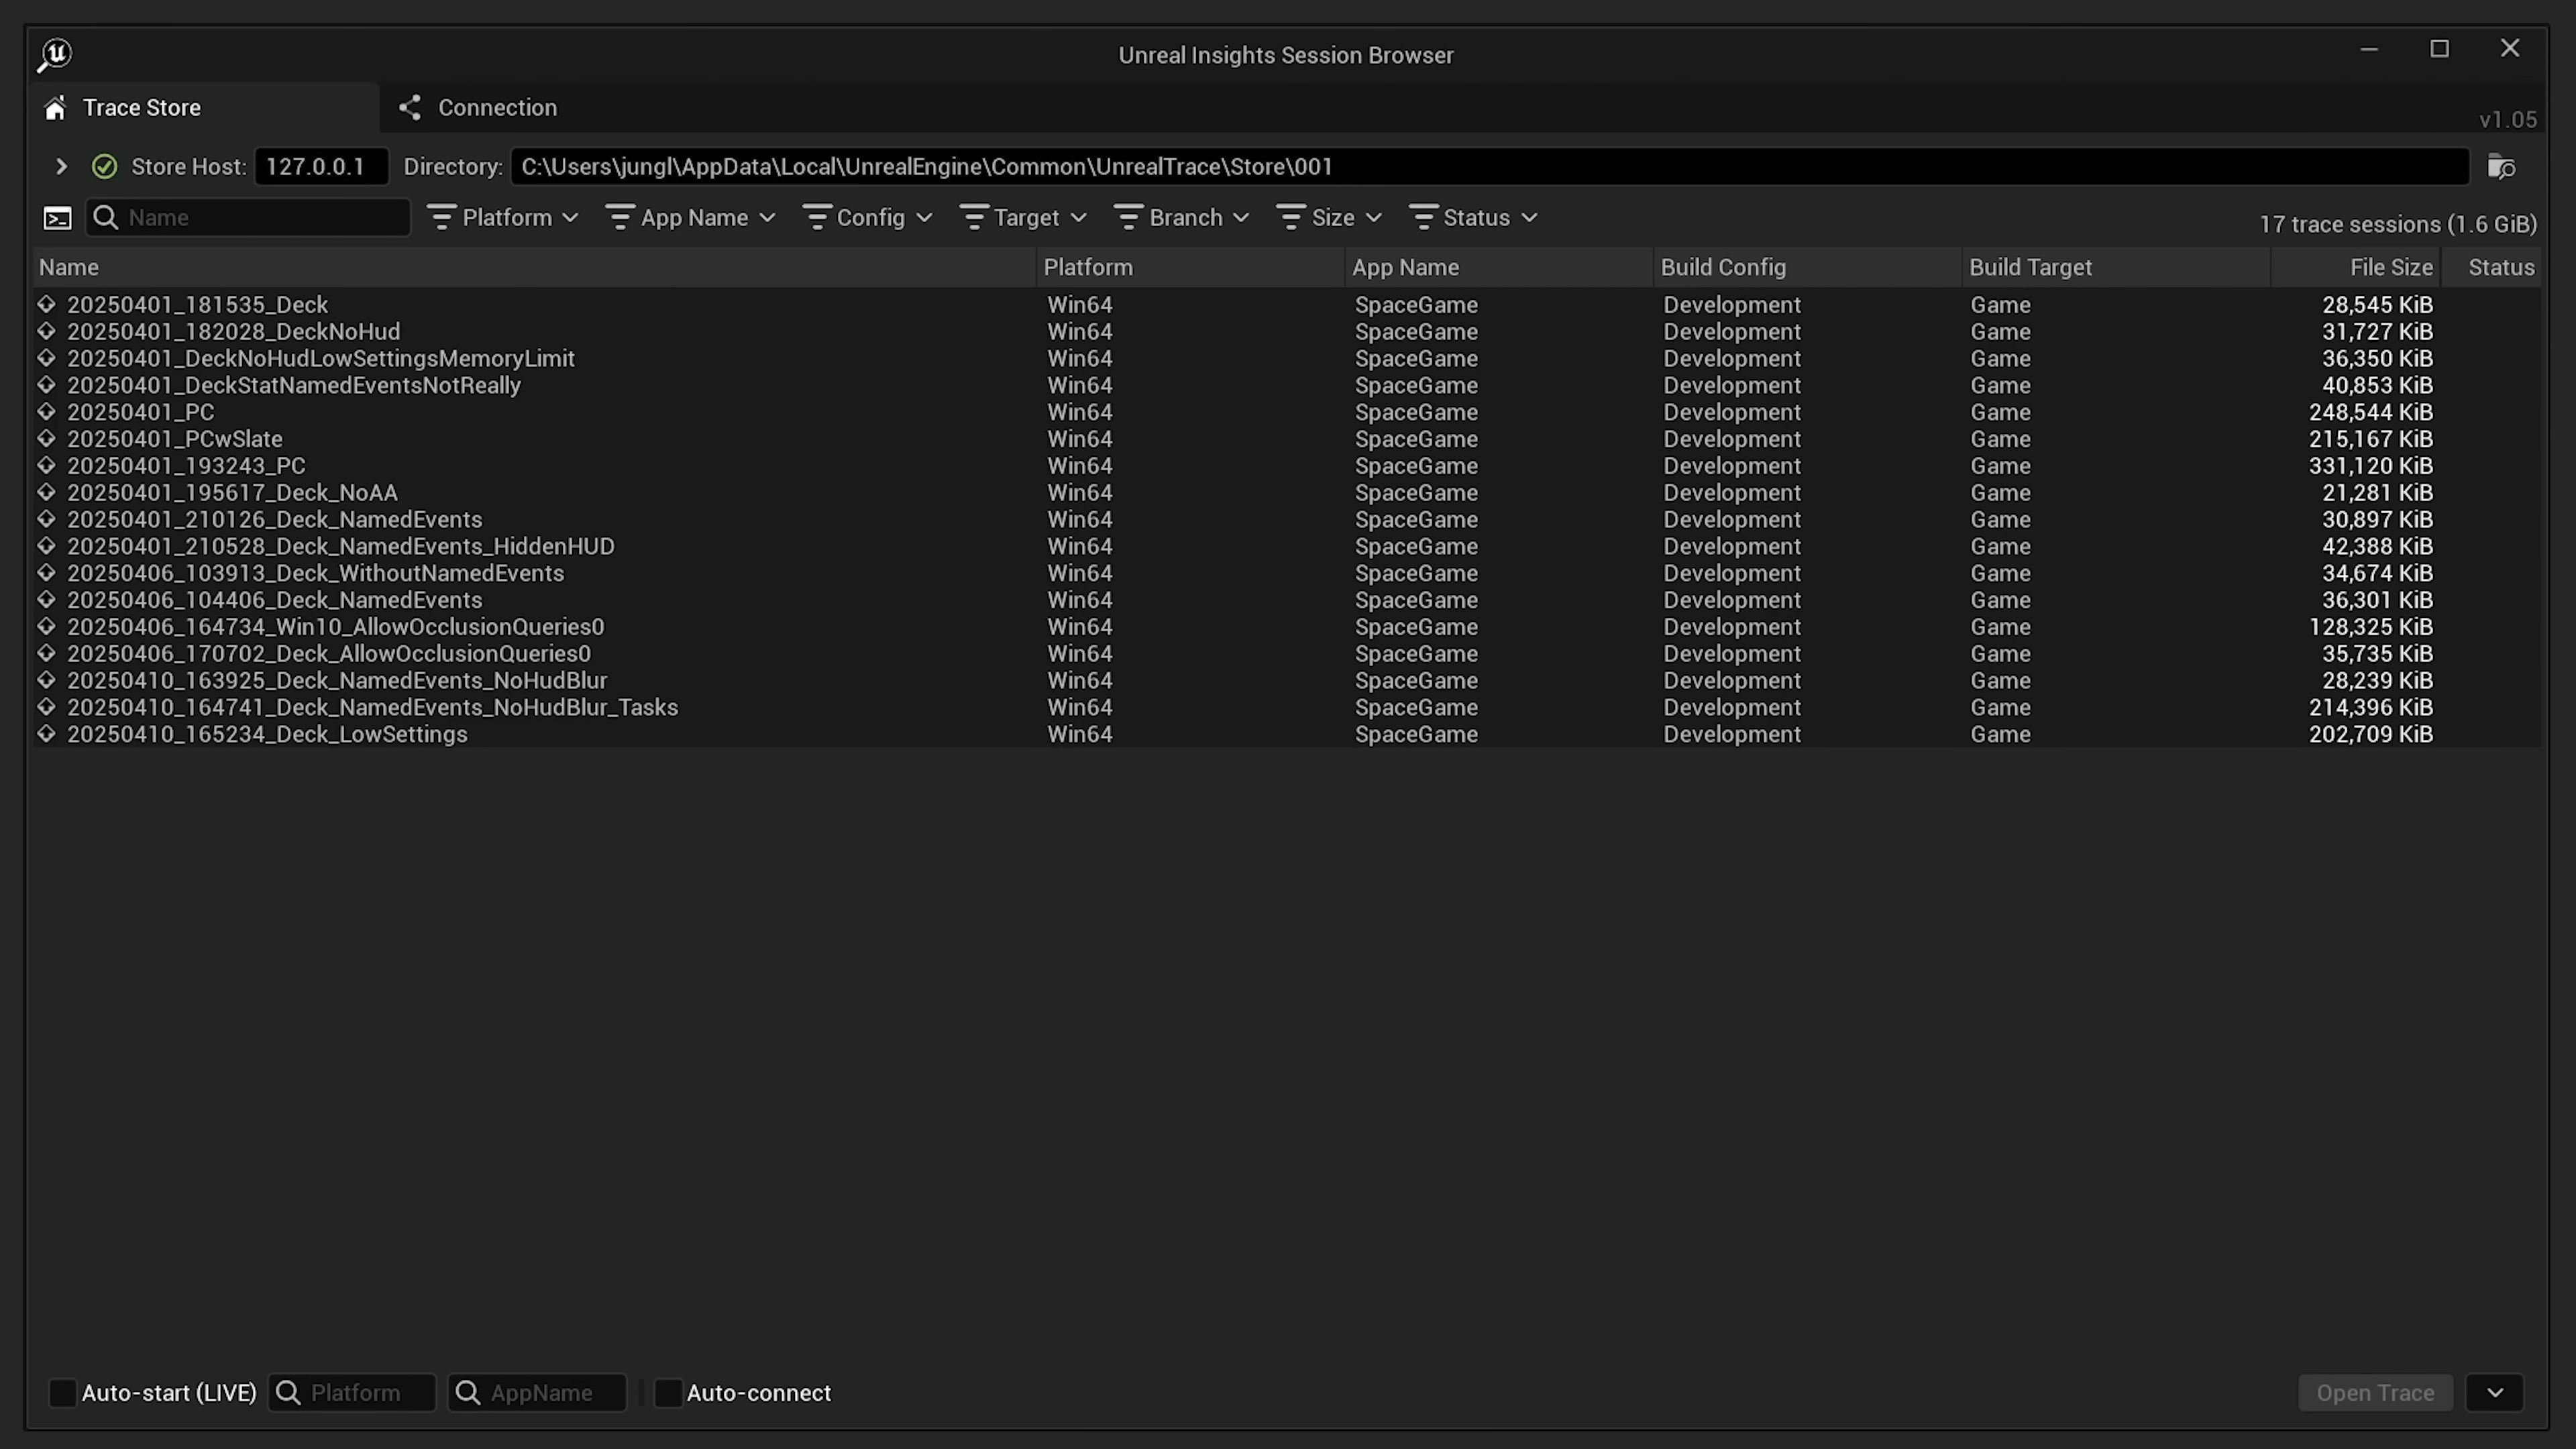 Unreal Insights Session Browser
Trace Store Connection
v1.05
Store Host: 127.0.0.1 Directory: C:\Users\jungl\AppData\Local\UnrealEngine\Common\UnrealTrace\Store\001
Name Platform App Name Config Target Branch Size Status 17 trace sessions (1.6 GiB)
Name Platform App Name Build Config Build Target File Size Status
20250401_181535_Deck Win64 SpaceGame Development Game 28,545 KiB
20250401_182028_DeckNoHud Win64 SpaceGame Development Game 31,727 KiB
20250401_DeckNoHudLowSettingsMemoryLimit Win64 SpaceGame Development Game 36,350 KiB
20250401_DeckStatNamedEventsNotReally Win64 SpaceGame Development Game 40,853 KiB
20250401_PC Win64 SpaceGame Development Game 248,544 KiB
20250401_PCwSlate Win64 SpaceGame Development Game 215,167 KiB
20250401_193243_PC Win64 SpaceGame Development Game 331,120 KiB
20250401_195617_Deck_NoAA Win64 SpaceGame Development Game 21,281 KiB
20250401_210126_Deck_NamedEvents Win64 SpaceGame Development Game 30,897 KiB
20250401_210528_Deck_NamedEvents_HiddenHUD Win64 SpaceGame Development Game 42,388 KiB
20250406_103913_Deck_WithoutNamedEvents Win64 SpaceGame Development Game 34,674 KiB
20250406_104406_Deck_NamedEvents Win64 SpaceGame Development Game 36,301 KiB
20250406_164734_Win10_AllowOcclusionQueries0 Win64 SpaceGame Development Game 128,325 KiB
20250406_170702_Deck_AllowOcclusionQueries0 Win64 SpaceGame Development Game 35,735 KiB
20250410_163925_Deck_NamedEvents_NoHudBlur Win64 SpaceGame Development Game 28,239 KiB
20250410_164741_Deck_NamedEvents_NoHudBlur_Tasks Win64 SpaceGame Development Game 214,396 KiB
20250410_165234_Deck_LowSettings Win64 SpaceGame Development Game 202,709 KiB
Auto-start (LIVE) Platform AppName Auto-connect Open Trace